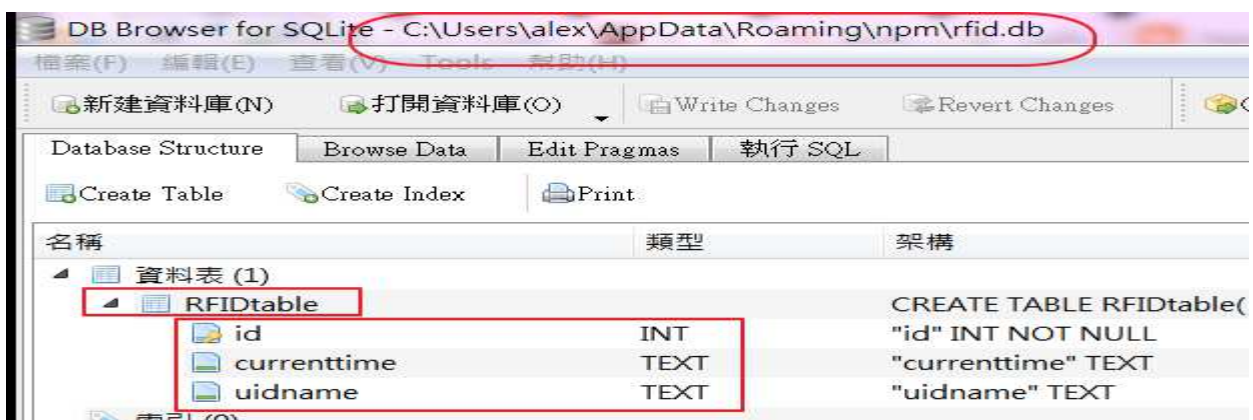 DB Browser for SQLite - C:\Users\alex\AppData\Roaming\npm\rfid.db
檔案(F) 編輯(E) 查看(V) Tools 幫助(H)
新建資料庫(N) 打開資料庫(O) Write Changes Revert Changes
Database Structure Browse Data Edit Pragmas 執行 SQL
Create Table Create Index Print
名稱 類型 架構
資料表 (1)
RFIDtable CREATE TABLE RFIDtable(
id INT "id" INT NOT NULL
currenttime TEXT "currenttime" TEXT
uidname TEXT "uidname" TEXT
索引 (0)